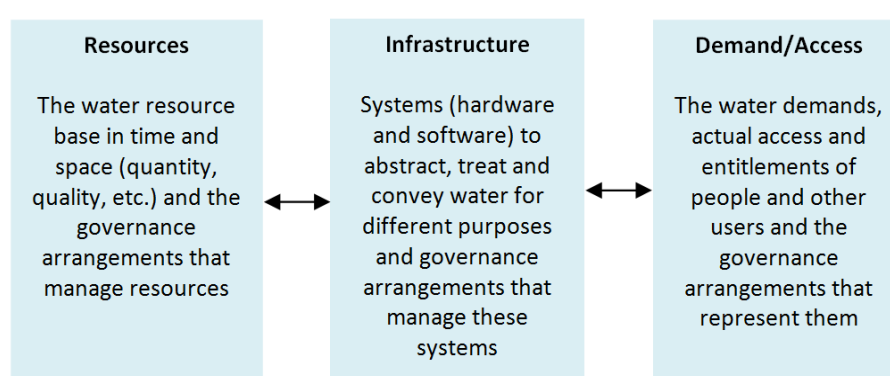 Resources
The water resource
base in time and
space (quantity,
quality, etc.) and the
governance
arrangements that
manage resources
Infrastructure
Systems (hardware
and software) to
abstract, treat and
convey water for
different purposes
and governance
arrangements that
manage these
systems
Demand/Access
The water demands,
actual access and
entitlements of
people and other
users and the
governance
arrangements that
represent them